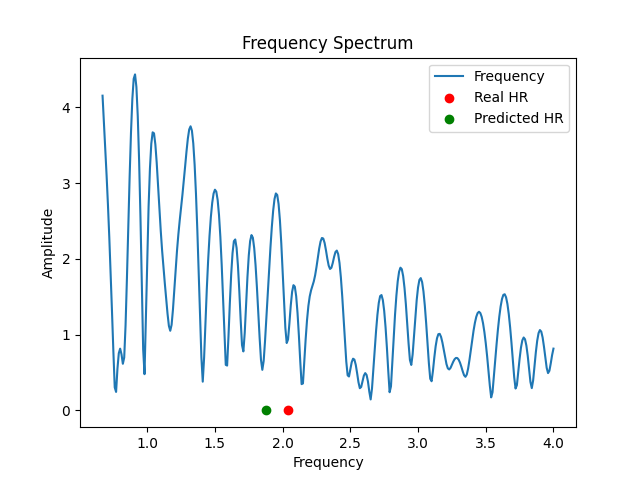 Frequency Spectrum
Frequency
Real HR
Predicted HR
Amplitude
4
3
2
1
0
1.0 1.5 2.0 2.5 3.0 3.5 4.0
Frequency